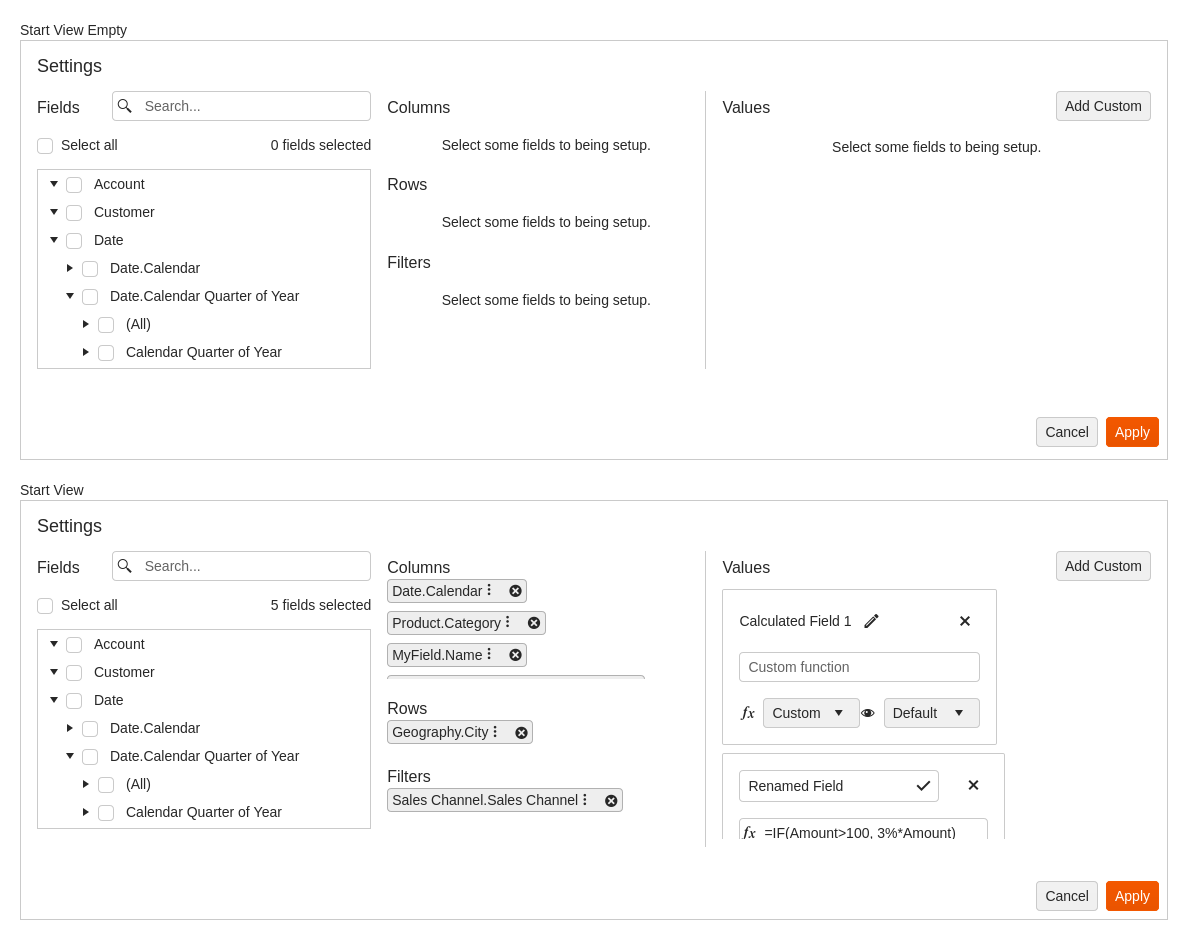 Start View Empty
Settings
Fields
Search...
Select all
0 fields selected
Account
Customer
Date
Date.Calendar
Date.Calendar Quarter of Year
(All)
Calendar Quarter of Year
Columns
Select some fields to being setup.
Rows
Select some fields to being setup.
Filters
Select some fields to being setup.
Values
Add Custom
Select some fields to being setup.
Cancel
Apply
Start View
Settings
Fields
Search...
Select all
5 fields selected
Account
Customer
Date
Date.Calendar
Date.Calendar Quarter of Year
(All)
Calendar Quarter of Year
Columns
Date.Calendar
Product.Category
MyField.Name
Rows
Geography.City
Filters
Sales Channel.Sales Channel
Values
Add Custom
Calculated Field 1
Custom function
fx Custom Default
Renamed Field
fx =IF(Amount>100, 3%*Amount)
Cancel
Apply